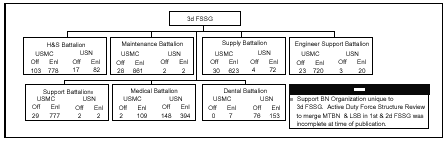 3d FSSG
H&S Battalion
USMC USN
Off Enl Off Enl
103 778 17 82
Maintenance Battalion
USMC USN
Off Enl Off Enl
28 861 2 2
Supply Battalion
USMC USN
Off Enl Off Enl
30 623 4 72
Engineer Support Battalion
USMC USN
Off Enl Off Enl
23 720 3 20
Support Battalion
USMC USN
Off Enl Off Enl
29 757 2 2
Medical Battalion
USMC USN
Off Enl Off Enl
2 109 148 394
Dental Battalion
USMC USN
Off Enl Off Enl
0 7 76 153
Support BN Organization unique to
3d FSSG. Active Duty Force Structure Review
to merge MTBN & LSB in 1st & 2d FSSG was
incomplete at time of publication.